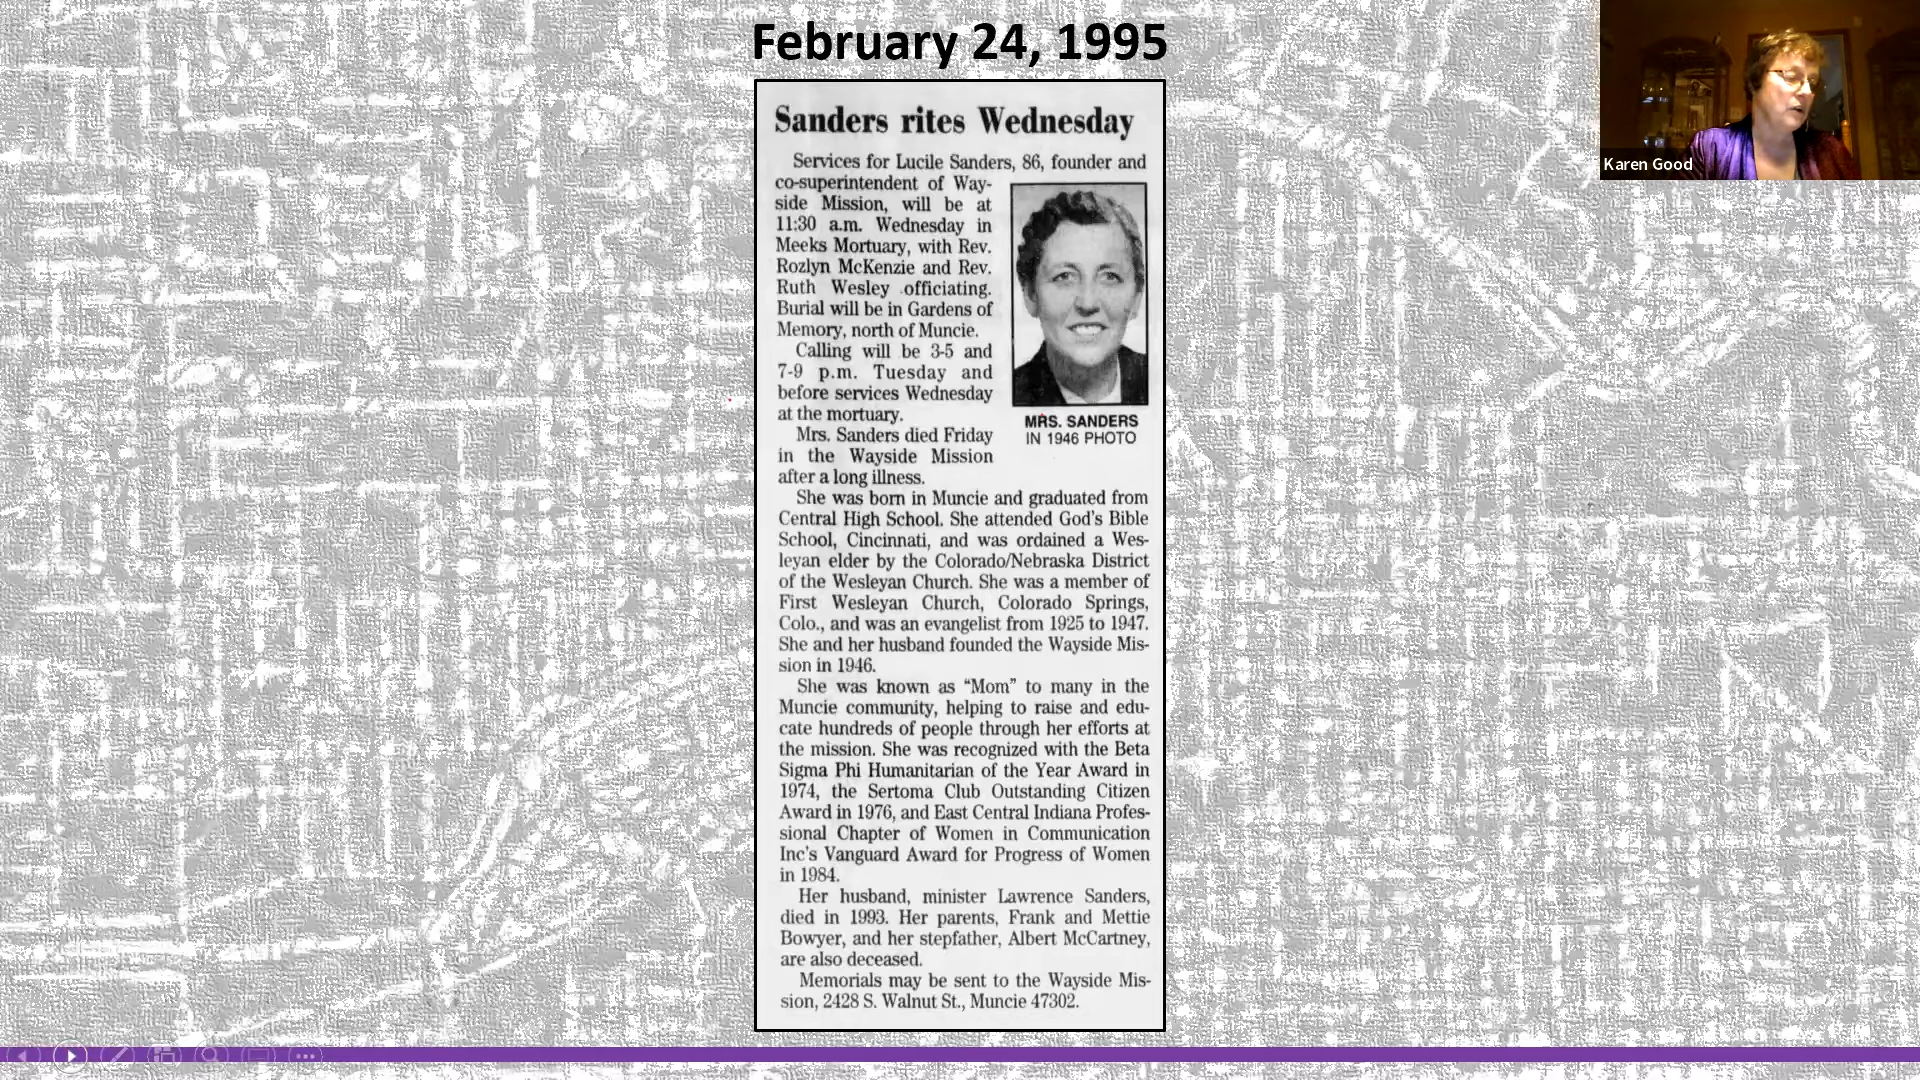 February 24, 1995
Karen Good
Sanders rites Wednesday
Services for Lucile Sanders, 86, founder and
co-superintendent of Way-
side Mission, will be at
11:30 a.m. Wednesday in
Meeks Mortuary, with Rev.
Rozlyn McKenzie and Rev.
Ruth Wesley officiating.
Burial will be in Gardens of
Memory, north of Muncie.
Calling will be 3-5 and
7-9 p.m. Tuesday and
before services Wednesday
at the mortuary.
Mrs. Sanders died Friday
in the Wayside Mission
after a long illness.
MRS. SANDERS
IN 1946 PHOTO
She was born in Muncie and graduated from
Central High School. She attended God's Bible
School, Cincinnati, and was ordained a Wes-
leyan elder by the Colorado/Nebraska District
of the Wesleyan Church. She was a member of
First Wesleyan Church, Colorado Springs,
Colo., and was an evangelist from 1925 to 1947.
She and her husband founded the Wayside Mis-
sion in 1946.
She was known as “Mom” to many in the
Muncie community, helping to raise and edu-
cate hundreds of people through her efforts at
the mission. She was recognized with the Beta
Sigma Phi Humanitarian of the Year Award in
1974, the Sertoma Club Outstanding Citizen
Award in 1976, and East Central Indiana Profes-
sional Chapter of Women in Communication
Inc's Vanguard Award for Progress of Women
in 1984.
Her husband, minister Lawrence Sanders,
died in 1993. Her parents, Frank and Mettie
Bowyer, and her stepfather, Albert McCartney,
are also deceased.
Memorials may be sent to the Wayside Mis-
sion, 2428 S. Walnut St., Muncie 47302.